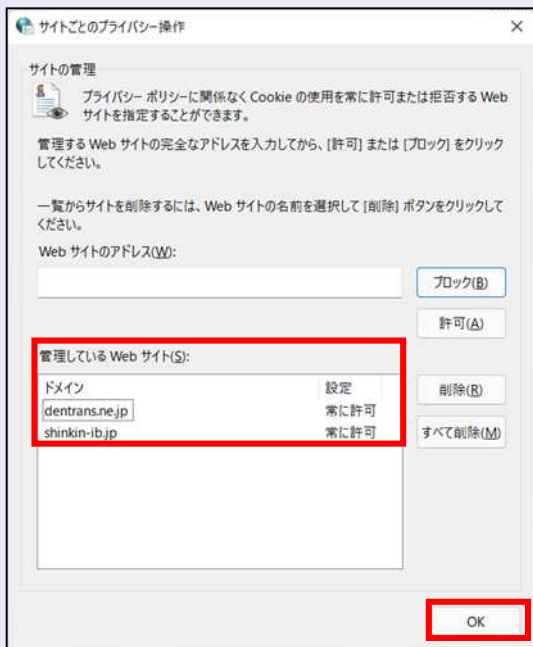 サイトごとのプライバシー操作
サイトの管理
プライバシー ポリシーに関係なく Cookie の使用を常に許可または拒否する Web
サイトを指定することができます。
管理する Web サイトの完全なアドレスを入力してから、[許可] または [ブロック] をクリック
してください。
一覧からサイトを削除するには、Web サイトの名前を選択して [削除] ボタンをクリックして
ください。
Web サイトのアドレス(W):
ブロック(B)
許可(A)
管理している Web サイト(S):
ドメイン 設定
dentrans.ne.jp 常に許可
shinkin-ib.jp 常に許可
削除(R)
すべて削除(M)
OK